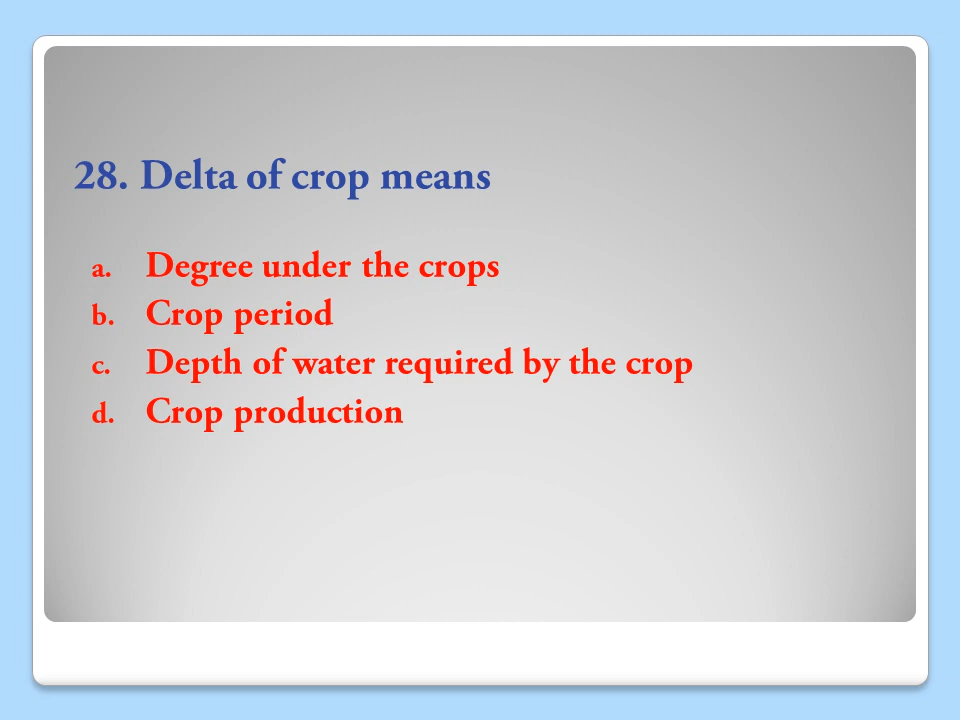 28. Delta of crop means
a. Degree under the crops
b. Crop period
c. Depth of water required by the crop
d. Crop production